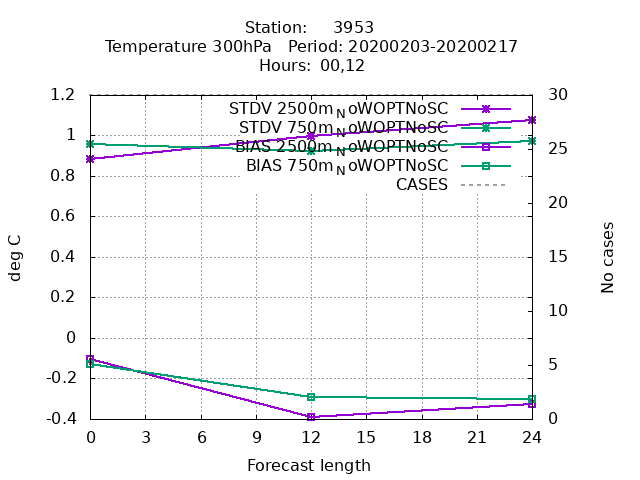 Station: 3953
Temperature 300hPa Period: 20200203-20200217
Hours: 00,12
1.2
1
0.8
0.6
0.4
0.2
0
-0.2
-0.4
deg C
STDV 2500m_NoWOPTNoSC
STDV 750m_NoWOPTNoSC
BIAS 2500m_NoWOPTNoSC
BIAS 750m_NoWOPTNoSC
CASES
30
25
20
15
10
5
0
No cases
0 3 6 9 12 15 18 21 24
Forecast length